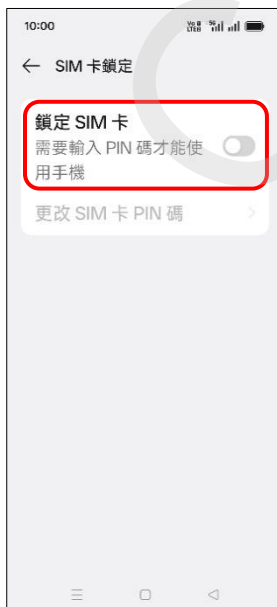 10:00
SIM 卡鎖定
鎖定 SIM 卡
需要輸入 PIN 碼才能使
用手機
更改 SIM 卡 PIN 碼